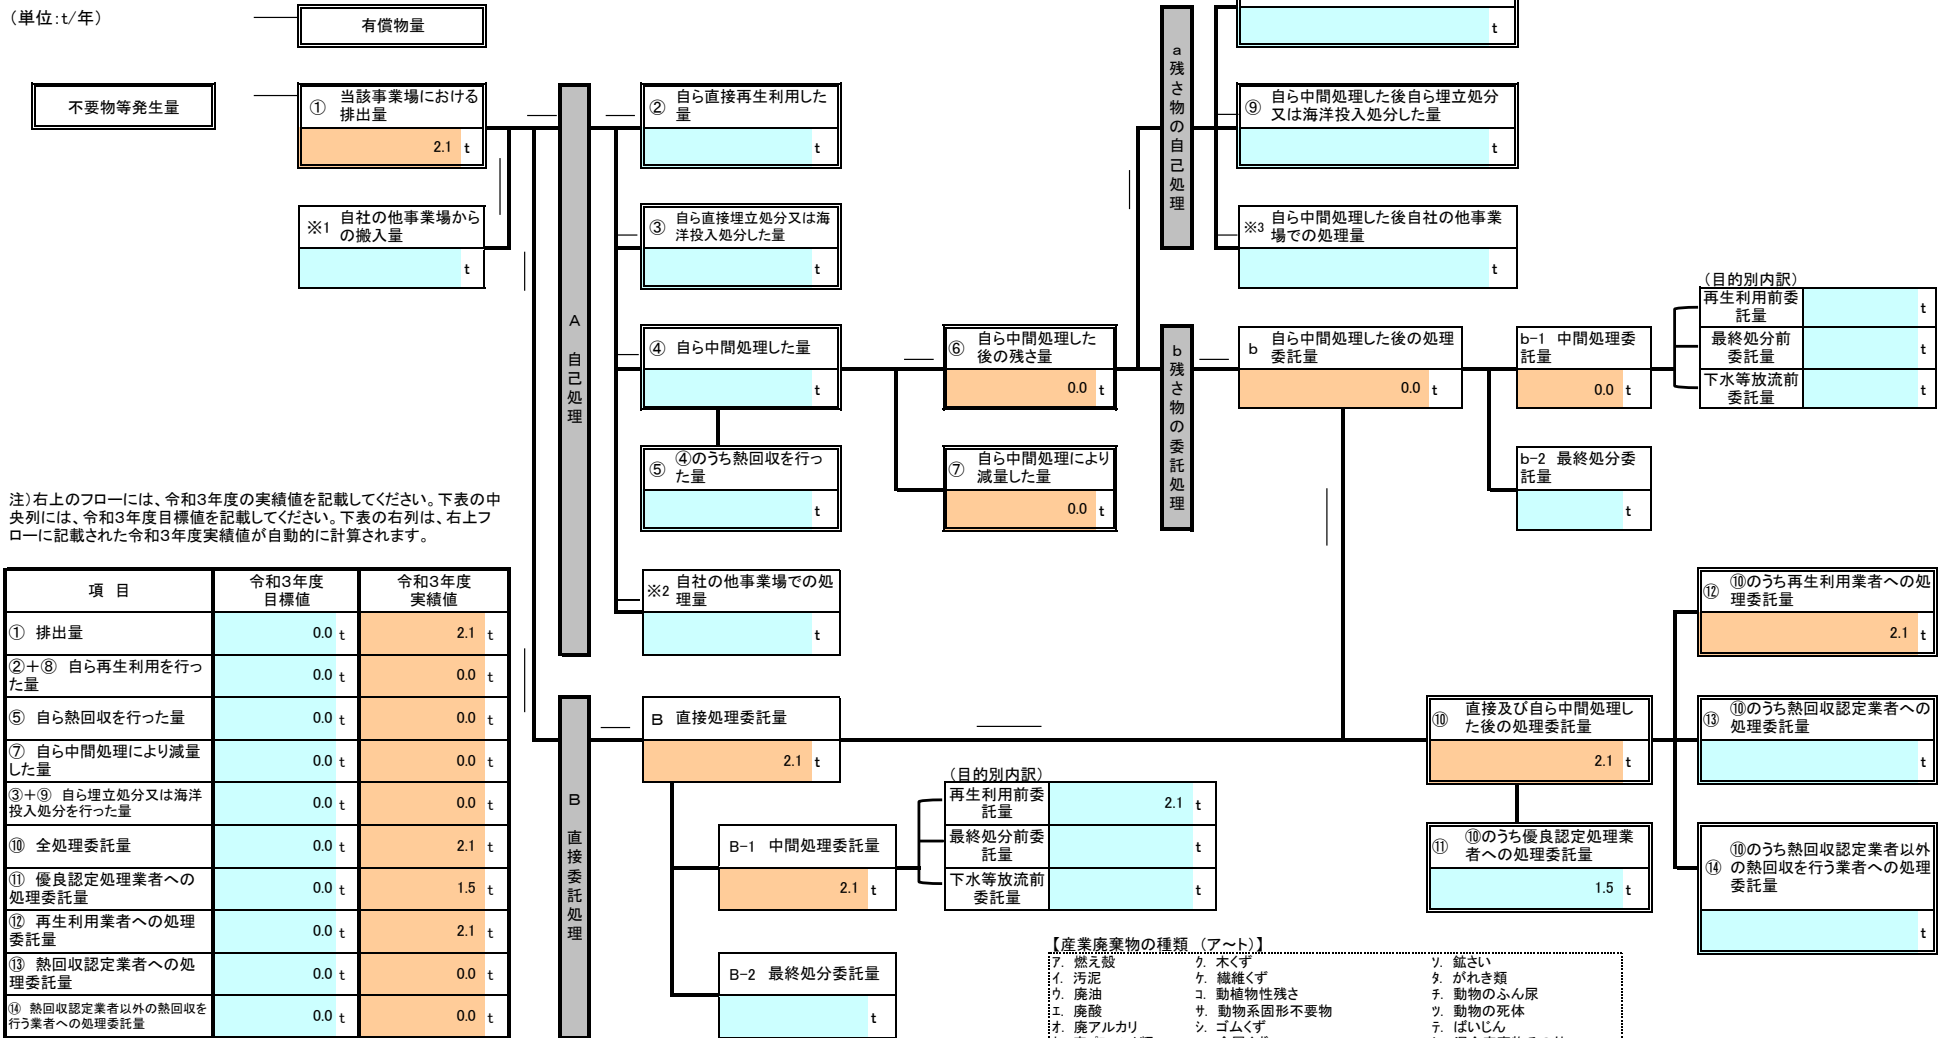 (単位:t/年)
有償物量
t
不要物等発生量
① 当該事業場における
排出量
2.1 t
※1 自社の他事業場から
の搬入量
t
A 自己処理
② 自ら直接再生利用した
量
t
③ 自ら直接埋立処分又は海
洋投入処分した量
t
④ 自ら中間処理した量
t
⑤ ④のうち熱回収を行っ
た量
t
※2 自社の他事業場での処
理量
t
⑥ 自ら中間処理した
後の残さ量
0.0 t
⑦ 自ら中間処理により
減量した量
0.0 t
a 残さ物の自己処理
⑨ 自ら中間処理した後自ら埋立処分
又は海洋投入処分した量
t
※3 自ら中間処理した後自社の他事業
場での処理量
t
b 残さ物の委託処理
b 自ら中間処理した後の処理
委託量
0.0 t
b-1 中間処理委
託量
0.0 t
b-2 最終処分委
託量
t
(目的別内訳)
再生利用前委
託量 t
最終処分前
委託量 t
下水等放流前
委託量 t
注)右上のフローには、令和3年度の実績値を記載してください。下表の中
央列には、令和3年度目標値を記載してください。下表の右列は、右上フ
ローに記載された令和3年度実績値が自動的に計算されます。
項 目 令和3年度
目標値 令和3年度
実績値
① 排出量 0.0 t 2.1 t
②+⑧ 自ら再生利用を行っ
た量 0.0 t 0.0 t
⑤ 自ら熱回収を行った量 0.0 t 0.0 t
⑦ 自ら中間処理により減量
した量 0.0 t 0.0 t
③+⑨ 自ら埋立処分又は海洋
投入処分を行った量 0.0 t 0.0 t
⑩ 全処理委託量 0.0 t 2.1 t
⑪ 優良認定処理業者への
処理委託量 0.0 t 1.5 t
⑫ 再生利用業者への処理
委託量 0.0 t 2.1 t
⑬ 熱回収認定業者への処
理委託量 0.0 t 0.0 t
⑭ 熱回収認定業者以外の熱回収を
行う業者への処理委託量 0.0 t 0.0 t
B 直接委託処理
B 直接処理委託量
2.1 t
B-1 中間処理委託量
2.1 t
B-2 最終処分委託量
t
(目的別内訳)
再生利用前委
託量 2.1 t
最終処分前委
託量 t
下水等放流前
委託量 t
⑩ 直接及び自ら中間処理し
た後の処理委託量
2.1 t
⑪ ⑩のうち優良認定処理業
者への処理委託量
1.5 t
⑫ ⑩のうち再生利用業者への処
理委託量
2.1 t
⑬ ⑩のうち熱回収認定業者への
処理委託量
t
⑭ ⑩のうち熱回収認定業者以外
の熱回収を行う業者への処理
委託量
t
【産業廃棄物の種類 (ア~ト)】
ア. 燃え殻 ク. 木くず ソ. 鉱さい
イ. 汚泥 ケ. 繊維くず タ. がれき類
ウ. 廃油 コ. 動植物性残さ チ. 動物のふん尿
エ. 廃酸 サ. 動物系固形不要物 ツ. 動物の死体
オ. 廃アルカリ シ. ゴムくず テ. ばいじん